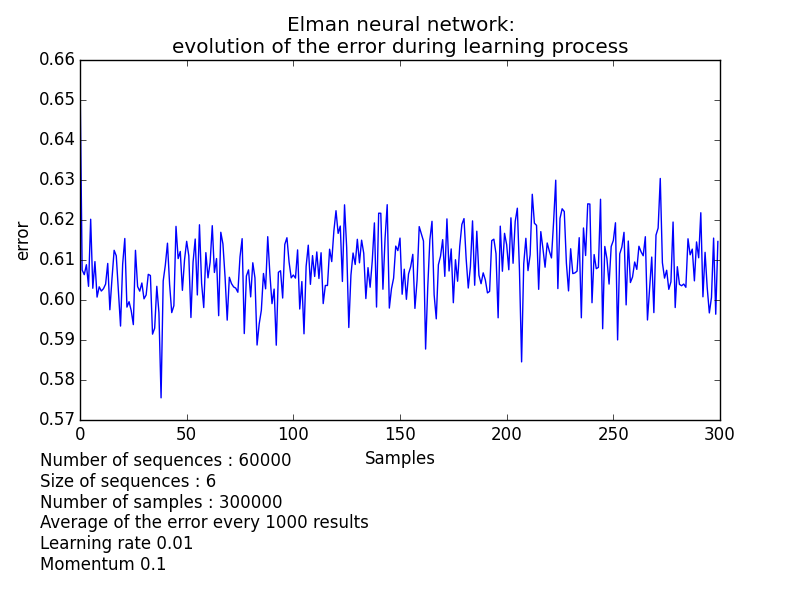 Elman neural network:
evolution of the error during learning process
0.66
0.65
0.64
0.63
0.62
0.61
0.60
0.59
0.58
0.57
error
0 50 100 150 200 250 300
Samples
Number of sequences : 60000
Size of sequences : 6
Number of samples : 300000
Average of the error every 1000 results
Learning rate 0.01
Momentum 0.1